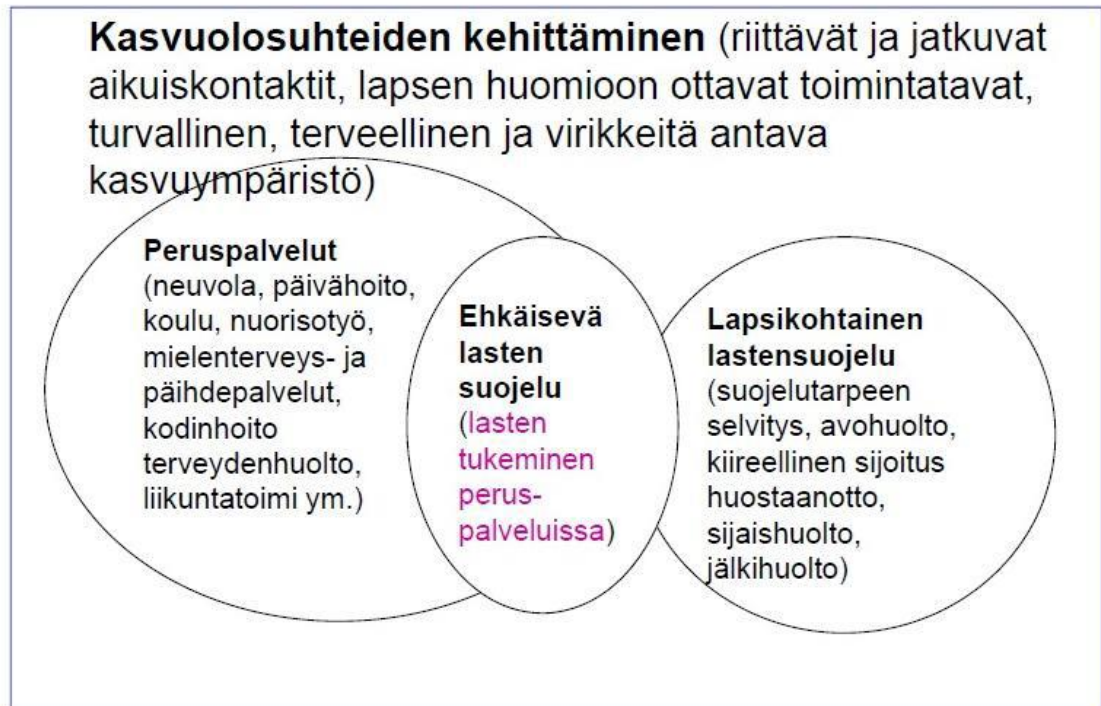 Kasvuolosuhteiden kehittäminen (riittävät ja jatkuvat
aikuiskontaktit, lapsen huomioon ottavat toimintatavat,
turvallinen, terveellinen ja virikkeitä antava
kasvuympäristö)
Peruspalvelut
(neuvola, päivähoito,
koulu, nuorisotyö,
mielenterveys- ja
päihdepalvelut,
kodinhoito
terveydenhuolto,
liikuntatoimi ym.)
Ehkäisevä
lasten
suojelu
(lasten
tukeminen
perus-
palveluissa)
Lapsikohtainen
lastensuojelu
(suojelutarpeen
selvitys, avohuolto,
kiireellinen sijoitus
huostaanotto,
sijaishuolto,
jälkihuolto)